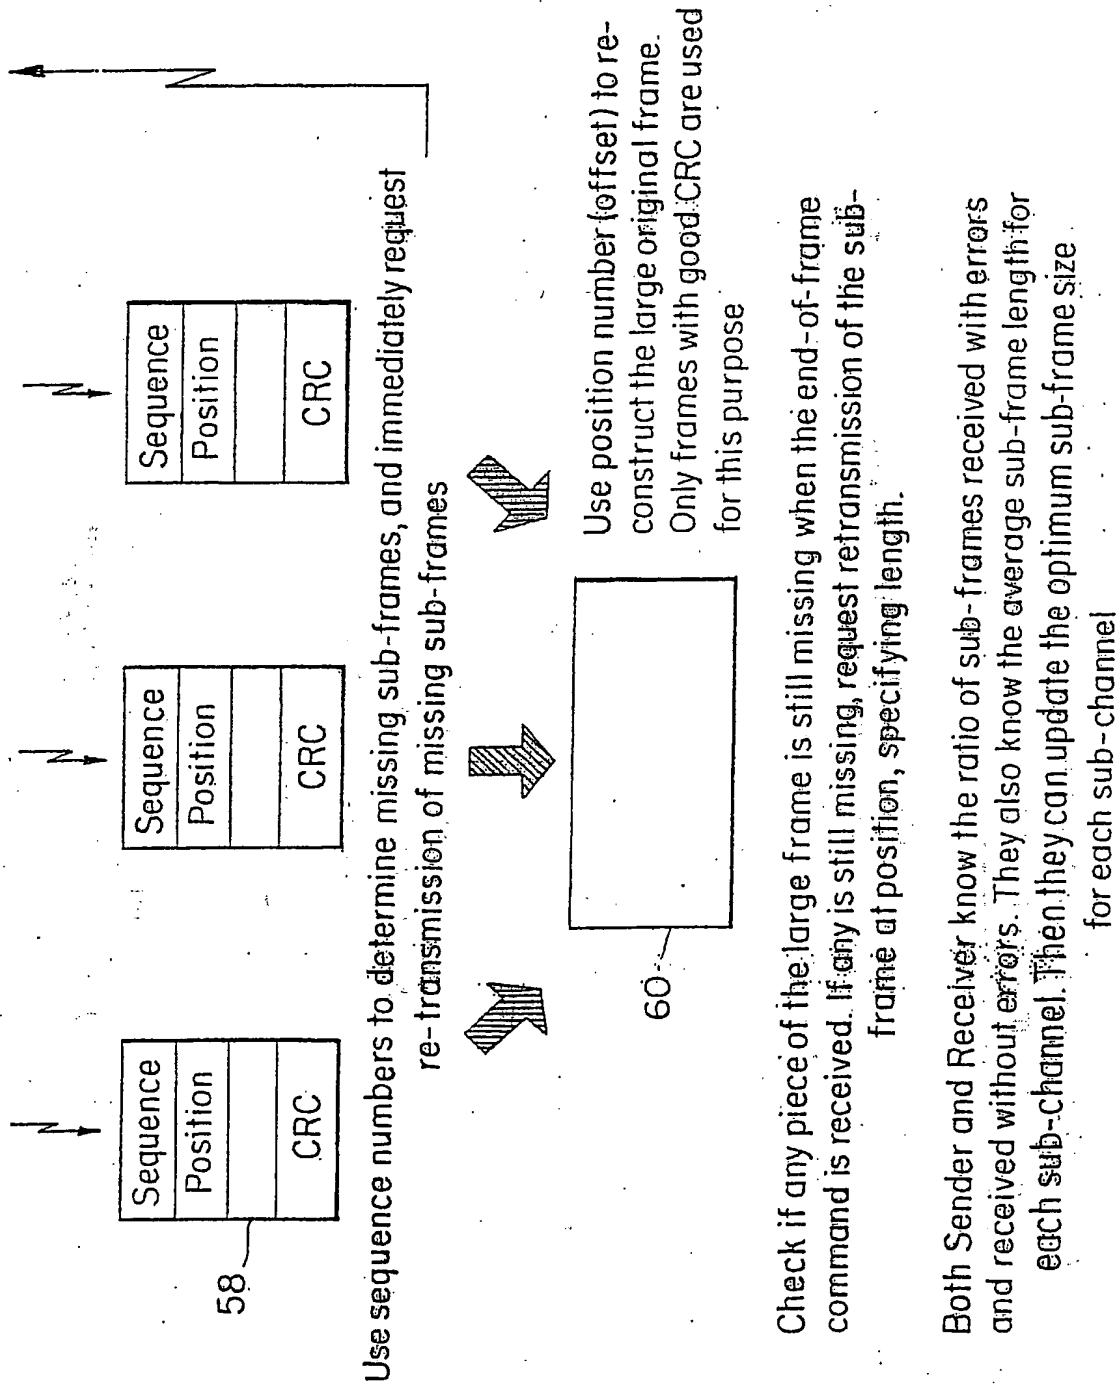 Sequence
Position
CRC
58
Sequence
Position
CRC
Sequence
Position
CRC
Use sequence numbers to determine missing sub-frames, and immediately request
re-transmission of missing sub-frames
60
Use position number (offset) to re-
construct the large original frame.
Only frames with good CRC are used
for this purpose
Check if any piece of the large frame is still missing when the end-of-frame
command is received. If any is still missing, request retransmission of the sub-
frame at position, specifying length.
Both Sender and Receiver know the ratio of sub-frames received with errors
and received without errors. They also know the average sub-frame length for
each sub-channel. Then they can update the optimum sub-frame size
for each sub-channel